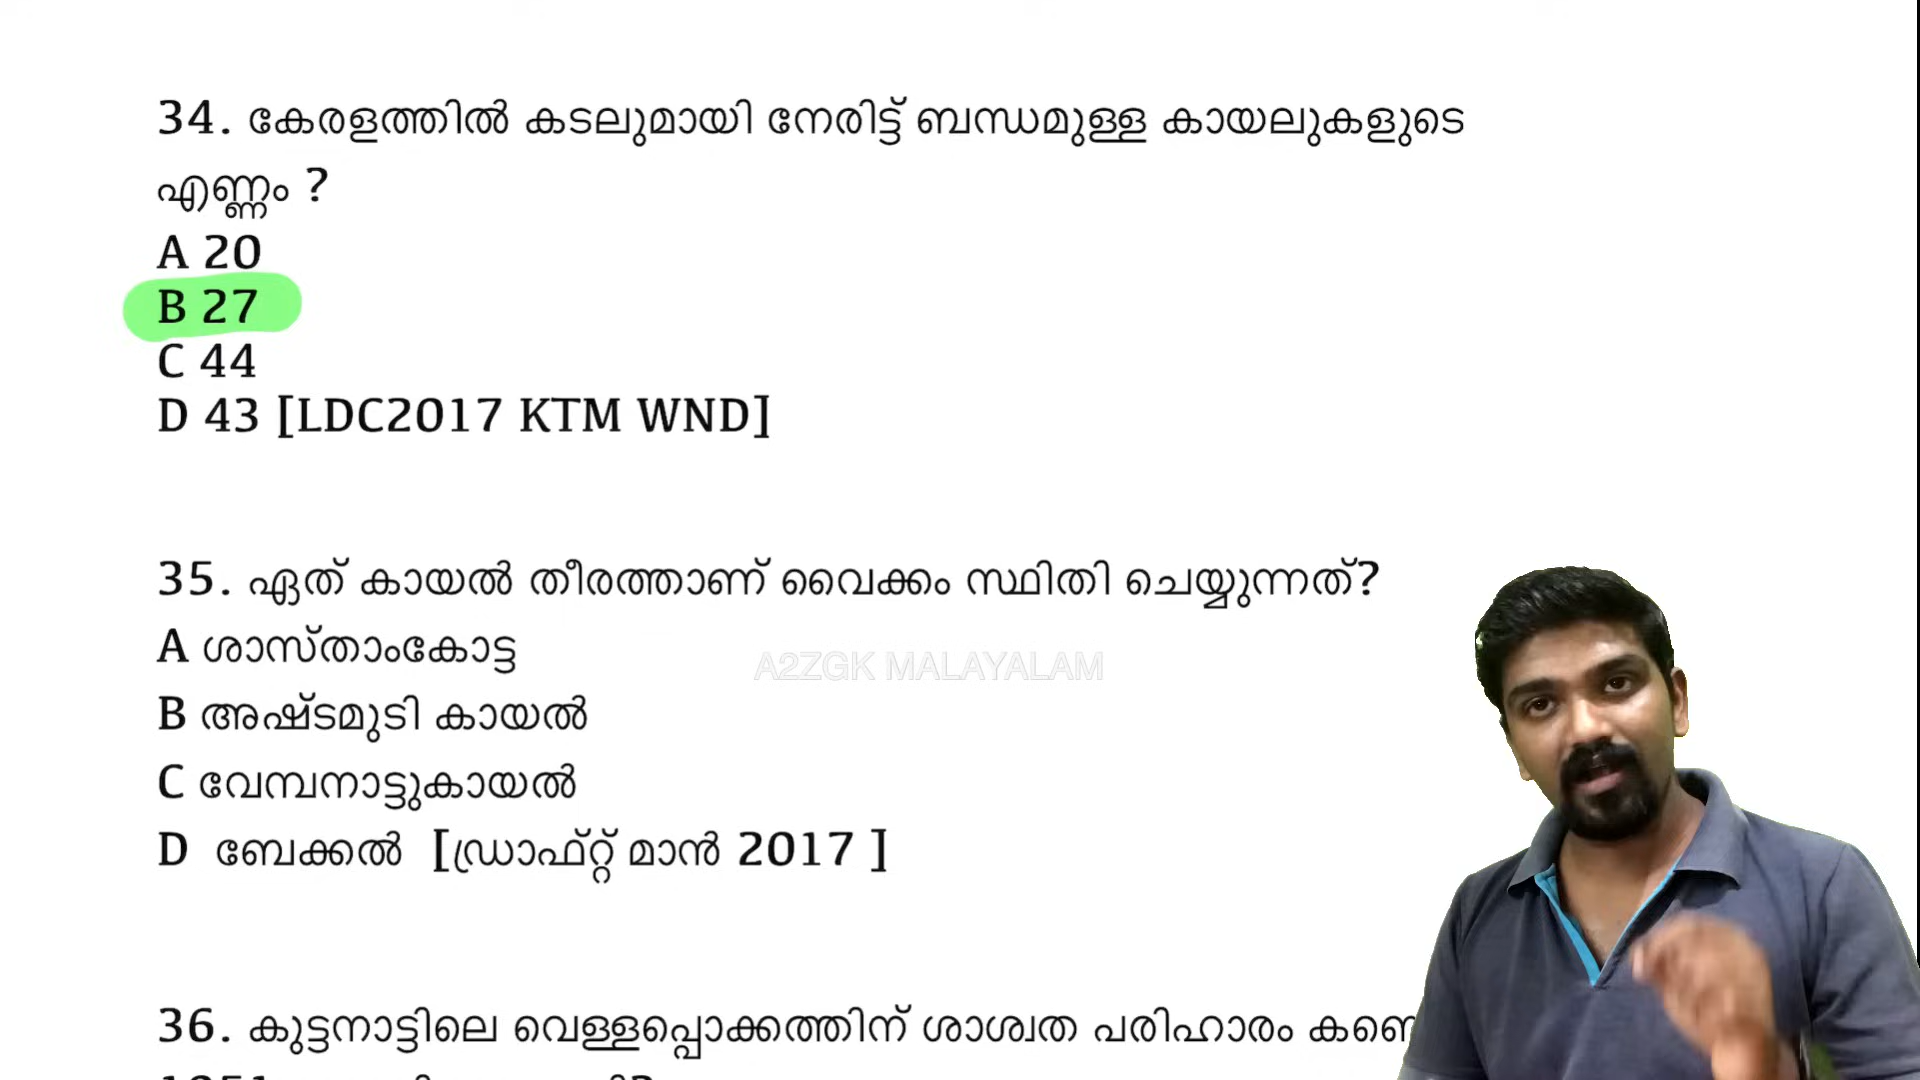 34. കേരളത്തിൽ കടലുമായി നേരിട്ട് ബന്ധമുള്ള കായലുകളുടെ
എണ്ണം ?
A 20
B 27
C 44
D 43 [LDC2017 KTM WND]
35. ഏത് കായൽ തീരത്താണ് വൈക്കം സ്ഥിതി ചെയ്യുന്നത്?
A ശാസ്താംകോട്ട
A2ZGK MALAYALAM
B അഷ്ടമുടി കായൽ
C വേമ്പനാട്ടുകായൽ
D ബേക്കൽ [ഡ്രാഫ്റ്റ് മാൻ 2017 ]
36. കുട്ടനാട്ടിലെ വെള്ളപ്പൊക്കത്തിന് ശാശ്വത പരിഹാരം